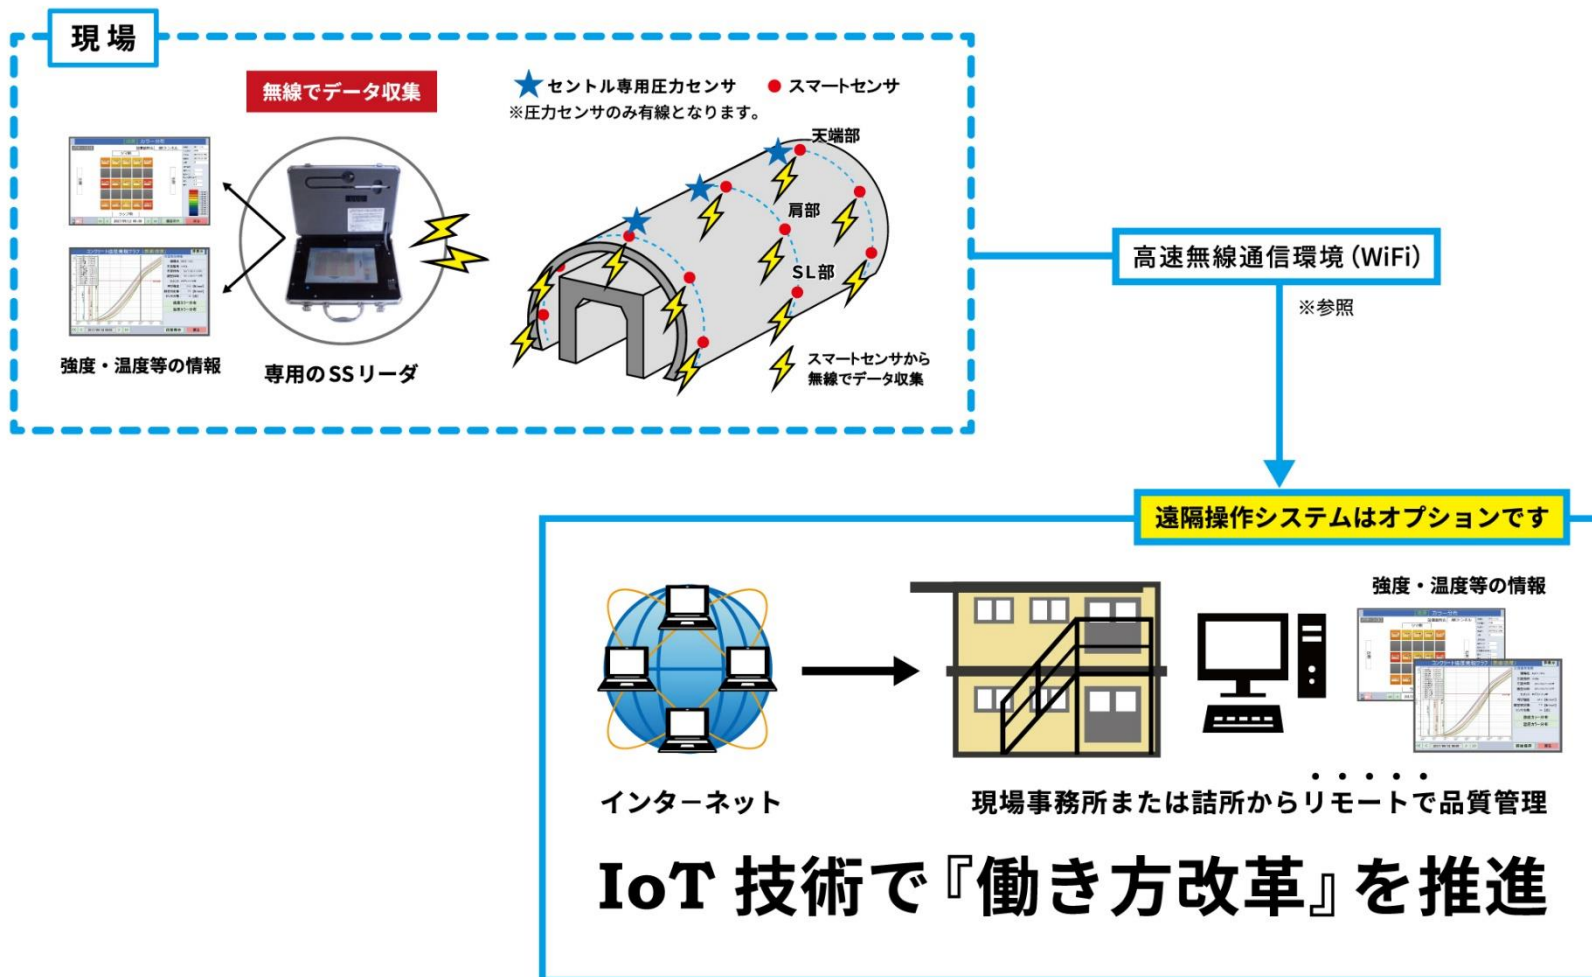 現場
無線でデータ収集
セントル専用圧力センサ
スマートセンサ
※圧力センサのみ有線となります。
天端部
肩部
SL部
スマートセンサから
無線でデータ収集
強度・温度等の情報
専用のSSリーダ
高速無線通信環境（WiFi）
※参照
遠隔操作システムはオプションです
強度・温度等の情報
インターネット
現場事務所または詰所からリモートで品質管理
IoT 技術で『働き方改革』を推進